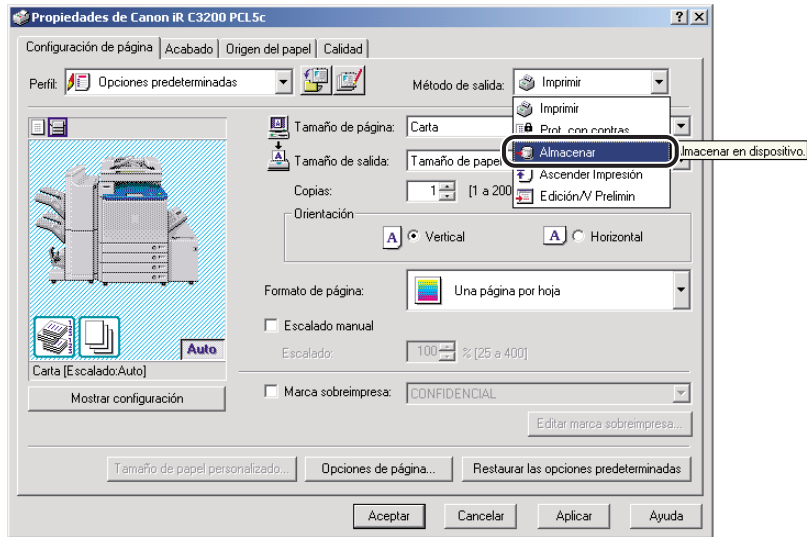 Propiedades de Canon iR C3200 PCL5c
Configuración de página Acabado Origen del papel Calidad
Perfil: Opciones predeterminadas Método de salida: Imprimir
Imprimir
Prot. con contras
Almacenar
Almacenar en dispositivo.
Ascender Impresión
Edición/V Prelimin
Tamaño de página: Carta
Tamaño de salida: Tamaño de papel
Copias: 1 [1 a 200
Orientación
A Vertical A Horizontal
Formato de página: Una página por hoja
Escalado manual
Escalado: 100 % [25 a 400]
Auto
Carta [Escalado:Auto]
Mostrar configuración
Marca sobreimpresa: CONFIDENCIAL
Editar marca sobreimpresa...
Tamaño de papel personalizado... Opciones de página... Restaurar las opciones predeterminadas
Aceptar Cancelar Aplicar Ayuda